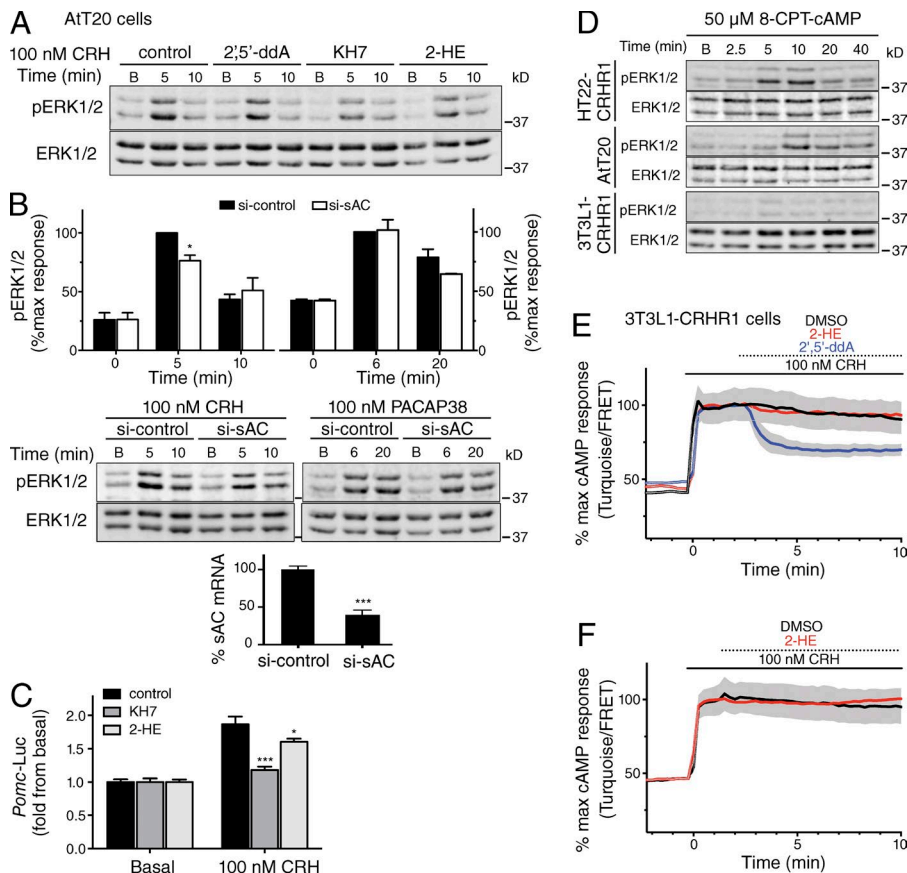 A
AtT20 cells
100 nM CRH control 2',5'-ddA KH7 2-HE
Time (min) B 5 10 B 5 10 B 5 10 B 5 10 kD
pERK1/2
-37
ERK1/2
-37
B
si-control si-sAC
pERK1/2
(%max response)
100
50
0
*
0 5 10
Time (min)
100
50
0
pERK1/2
(%max response)
0 6 20
Time (min)
100 nM CRH 100 nM PACAP38
si-control si-sAC si-control si-sAC
Time (min) B 5 10 B 5 10 B 6 20 B 6 20 kD
pERK1/2
-37
ERK1/2
-37
% sAC mRNA
100
50
0
***
si-control si-sAC
C
control
KH7
2-HE
Pomc-Luc
(fold from basal)
2.0
1.5
1.0
0.5
0
***
*
Basal 100 nM CRH
D
50 µM 8-CPT-cAMP
Time (min) B 2.5 5 10 20 40
kD
HT22-
CRHR1
pERK1/2
-37
ERK1/2
AtT20
pERK1/2
-37
ERK1/2
3T3L1-
CRHR1
pERK1/2
-37
ERK1/2
E
3T3L1-CRHR1 cells
DMSO
2-HE
2',5'-ddA
100 nM CRH
% max cAMP response
(Turquoise/FRET)
100
50
0 5 10
Time (min)
F
DMSO
2-HE
100 nM CRH
% max cAMP response
(Turquoise/FRET)
100
50
0 5 10
Time (min)